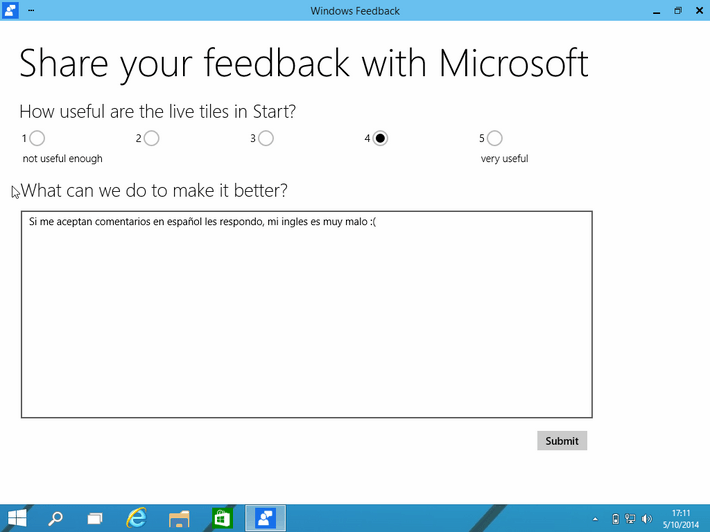 Windows Feedback
Share your feedback with Microsoft
How useful are the live tiles in Start?
1 2 3 4 5
not useful enough very useful
What can we do to make it better?
Si me aceptan comentarios en español les respondo, mi ingles es muy malo :(
Submit
17:11
5/10/2014